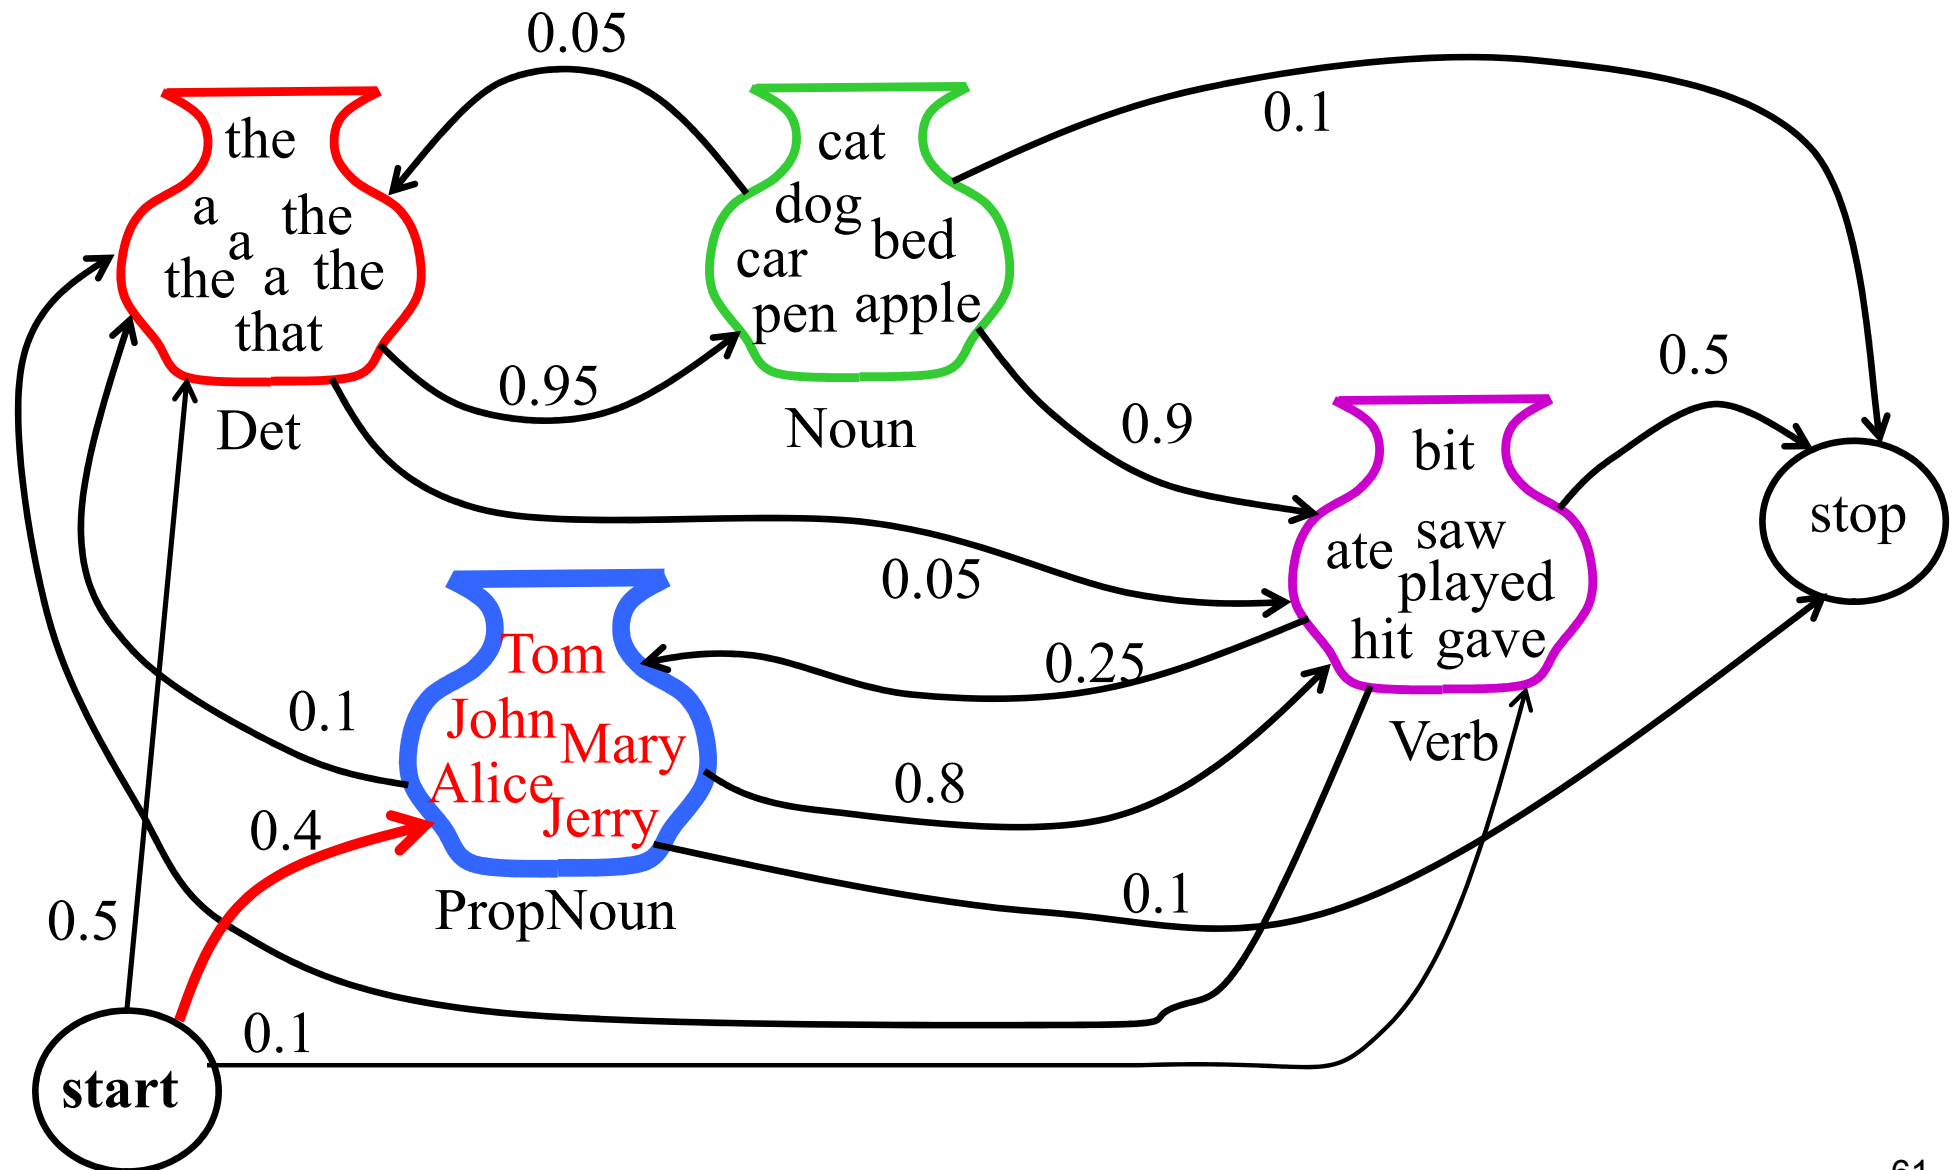 0.05
0.1
the
a the
a
the a the
that
Det
0.95
cat
dog
bed
car
pen apple
Noun
0.9
0.5
bit
saw
ate
played
hit gave
Verb
stop
0.05
0.25
Tom
John
Mary
Alice
Jerry
PropNoun
0.1
0.8
0.4
0.1
0.5
0.1
start
61